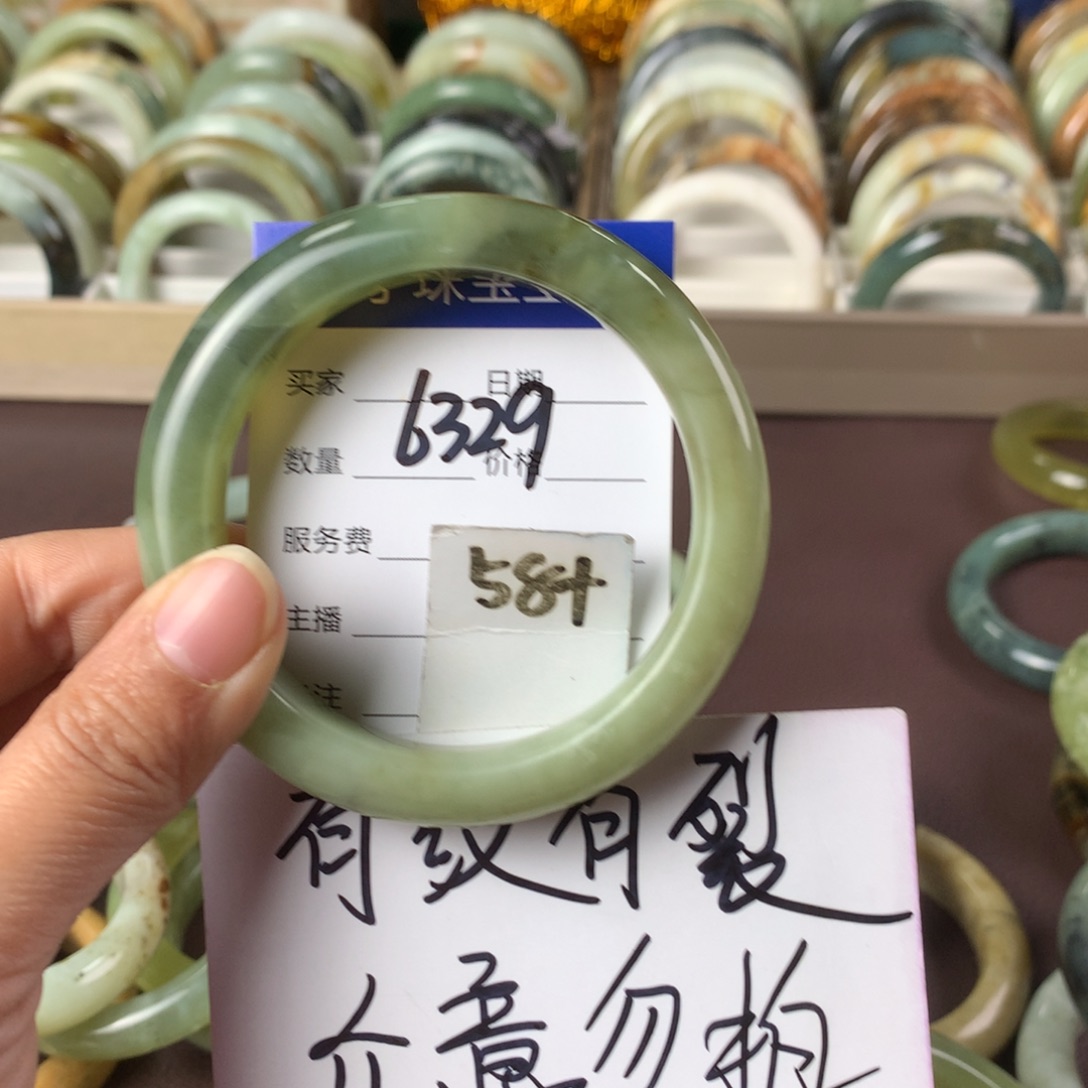 珠宝
买家 日期
6329
数量 价格
服务费
584
主播
注
有纹有裂
介意勿拍